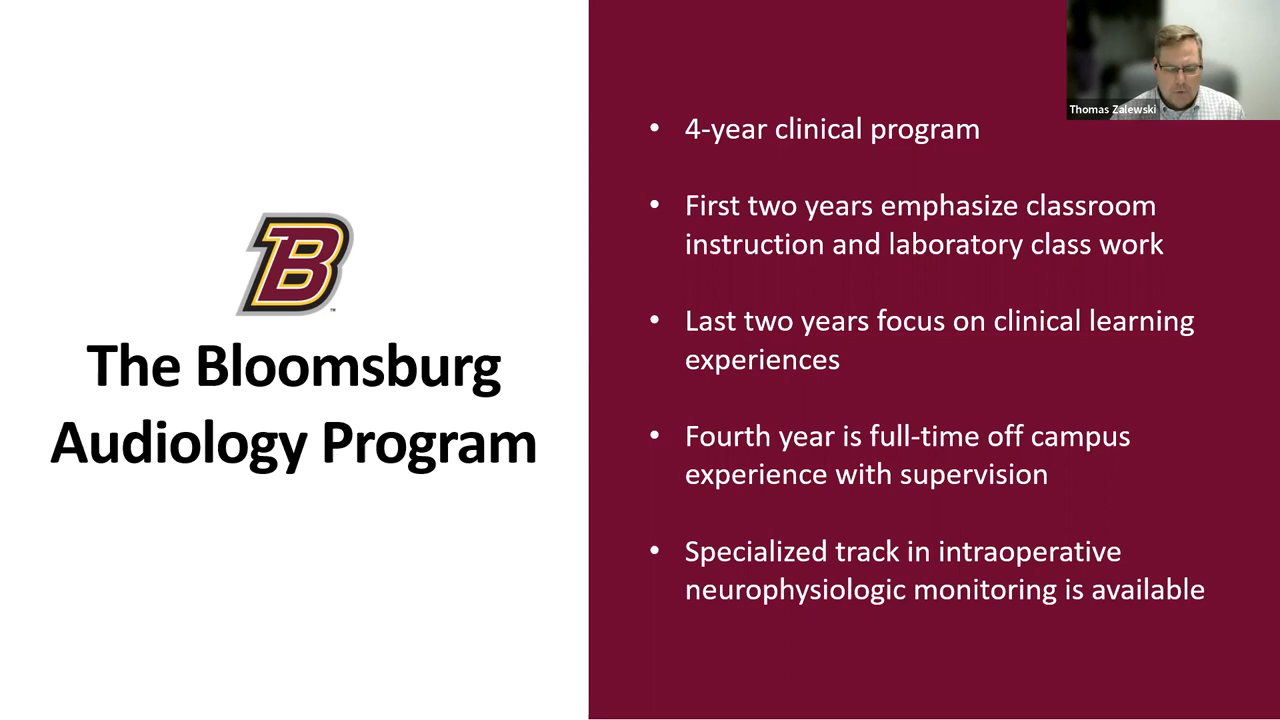 Thomas Zalewski
B
™
The Bloomsburg
Audiology Program
• 4-year clinical program
• First two years emphasize classroom
instruction and laboratory class work
• Last two years focus on clinical learning
experiences
• Fourth year is full-time off campus
experience with supervision
• Specialized track in intraoperative
neurophysiologic monitoring is available